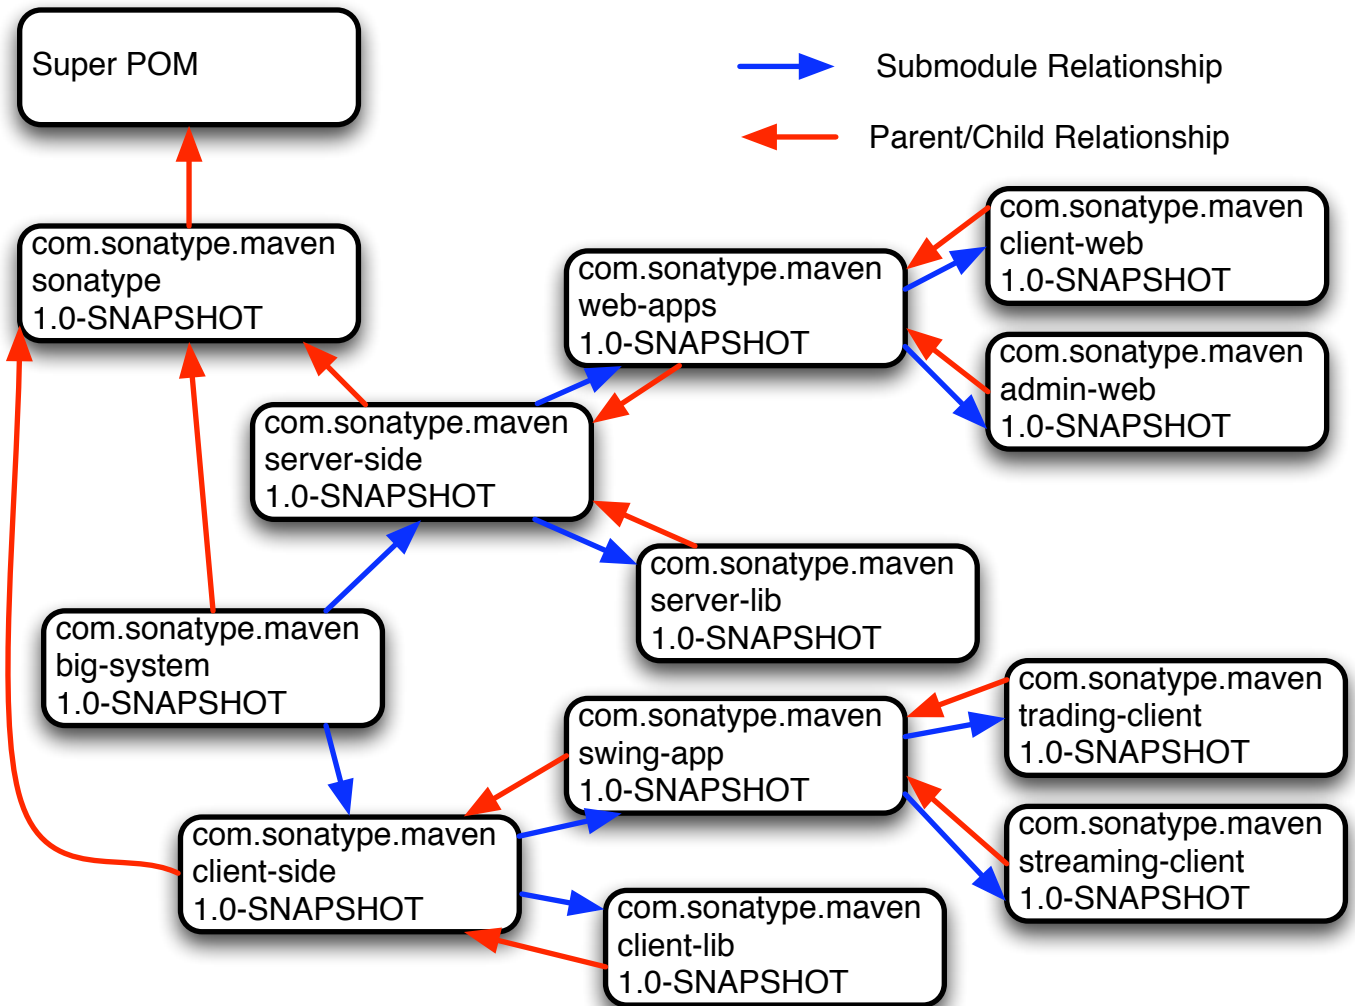 Super POM
Submodule Relationship
Parent/Child Relationship
com.sonatype.maven
sonatype
1.0-SNAPSHOT
com.sonatype.maven
web-apps
1.0-SNAPSHOT
com.sonatype.maven
client-web
1.0-SNAPSHOT
com.sonatype.maven
admin-web
1.0-SNAPSHOT
com.sonatype.maven
server-side
1.0-SNAPSHOT
com.sonatype.maven
server-lib
1.0-SNAPSHOT
com.sonatype.maven
big-system
1.0-SNAPSHOT
com.sonatype.maven
swing-app
1.0-SNAPSHOT
com.sonatype.maven
trading-client
1.0-SNAPSHOT
com.sonatype.maven
streaming-client
1.0-SNAPSHOT
com.sonatype.maven
client-side
1.0-SNAPSHOT
com.sonatype.maven
client-lib
1.0-SNAPSHOT